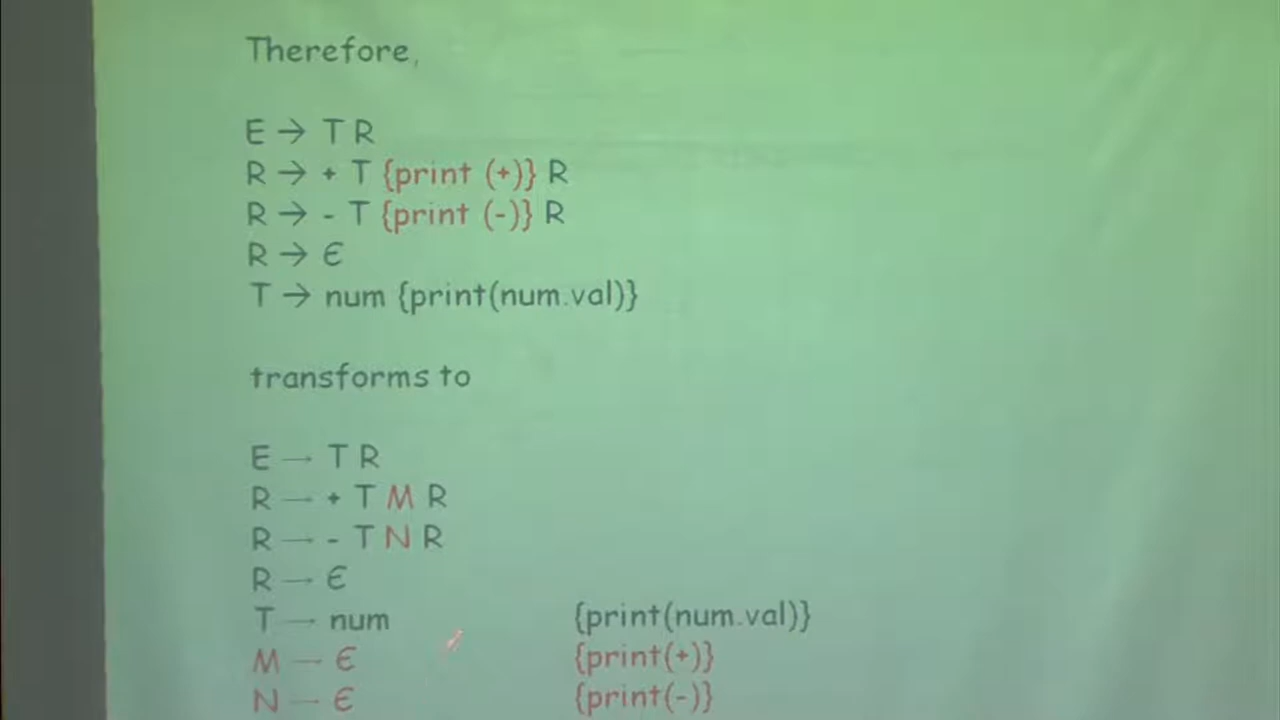 Therefore,
E → T R
R → + T {print (+)} R
R → - T {print (-)} R
R → Є
T → num {print(num.val)}
transforms to
E → T R
R → + T M R
R → - T N R
R → Є
T → num {print(num.val)}
M → Є {print(+)}
N → Є {print(-)}